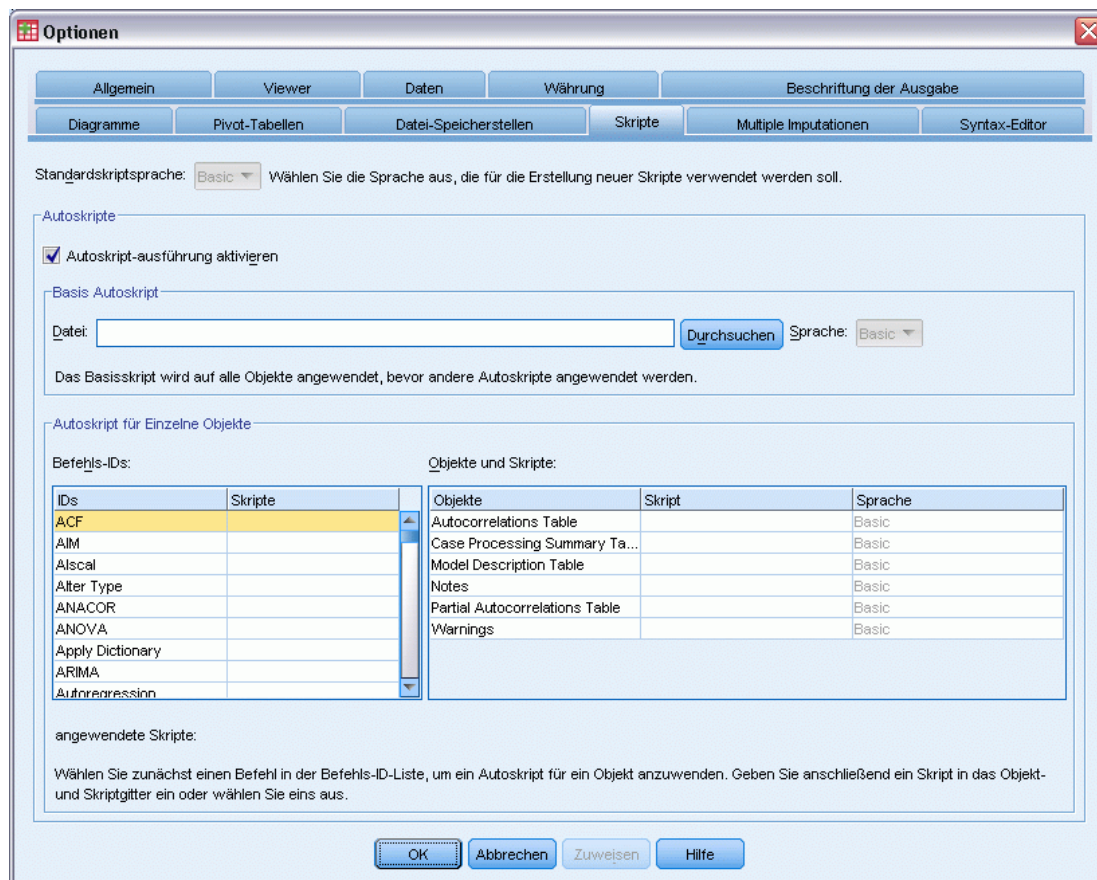 Optionen
Allgemein Viewer Daten Währung Beschriftung der Ausgabe
Diagramme Pivot-Tabellen Datei-Speicherstellen Skripte Multiple Imputationen Syntax-Editor
Standardskriptsprache: Basic Wählen Sie die Sprache aus, die für die Erstellung neuer Skripte verwendet werden soll.
Autoskripte
Autoskript-ausführung aktivieren
Basis Autoskript
Datei: Durchsuchen Sprache: Basic
Das Basisskript wird auf alle Objekte angewendet, bevor andere Autoskripte angewendet werden.
Autoskript für Einzelne Objekte
Befehls-IDs: Objekte und Skripte:
IDs Skripte Objekte Skript Sprache
ACF Autocorrelations Table Basic
AIM Case Processing Summary Ta... Basic
Alscal Model Description Table Basic
Alter Type Notes Basic
ANACOR Partial Autocorrelations Table Basic
ANOVA Warnings Basic
Apply Dictionary
ARIMA
Autoregression
angewendete Skripte:
Wählen Sie zunächst einen Befehl in der Befehls-ID-Liste, um ein Autoskript für ein Objekt anzuwenden. Geben Sie anschließend ein Skript in das Objekt-
und Skriptgitter ein oder wählen Sie eins aus.
OK Abbrechen Zuweisen Hilfe